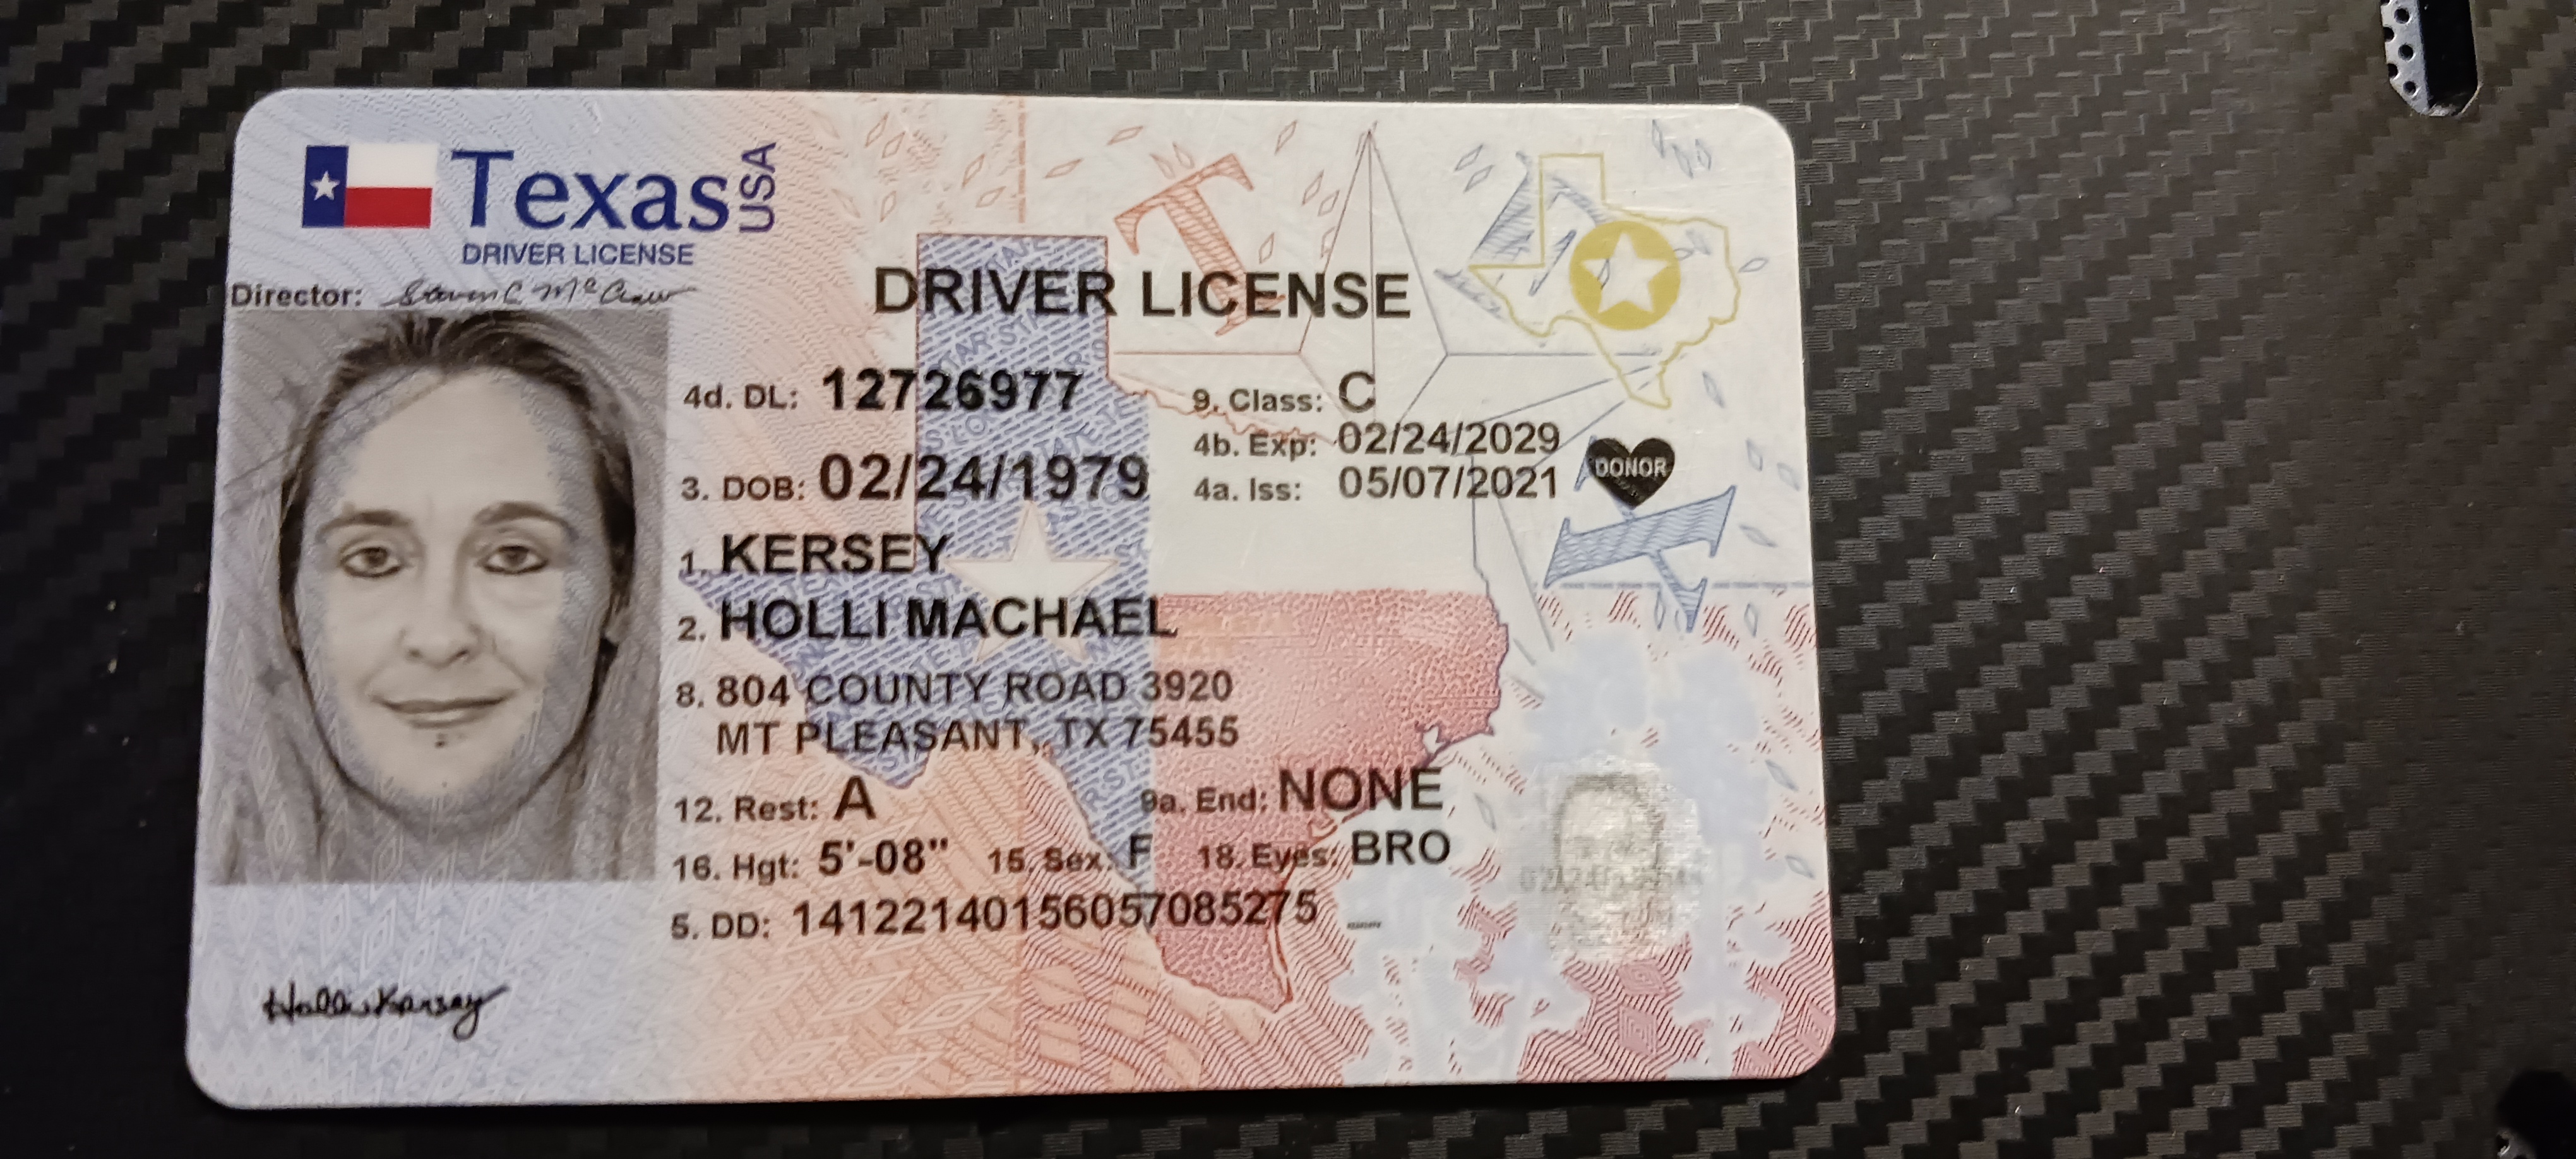 Texas USA
DRIVER LICENSE
Director: Steven C McCraw
DRIVER LICENSE
4d. DL: 12726977
9. Class: C
4b. Exp: 02/24/2029
3. DOB: 02/24/1979
4a. Iss: 05/07/2021
DONOR
1. KERSEY
2. HOLLI MACHAEL
8. 804 COUNTY ROAD 3920
MT PLEASANT, TX 75455
12. Rest: A
9a. End: NONE
16. Hgt: 5'-08" 15. Sex: F 18. Eyes: BRO
5. DD: 14122140156057085275
Holli Kersey